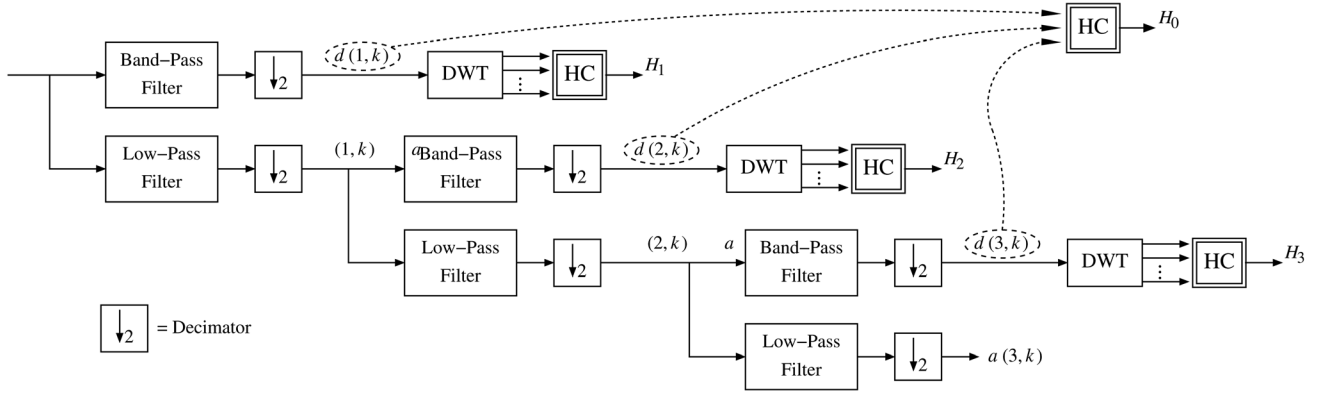 HC
H0
Band–Pass
Filter
↓2
d (1, k)
DWT
HC
H1
Low–Pass
Filter
↓2
(1, k)
a
Band–Pass
Filter
↓2
d (2, k)
DWT
HC
H2
Low–Pass
Filter
↓2
(2, k)
a
Band–Pass
Filter
↓2
d (3, k)
DWT
HC
H3
↓2
= Decimator
Low–Pass
Filter
↓2
a (3, k)